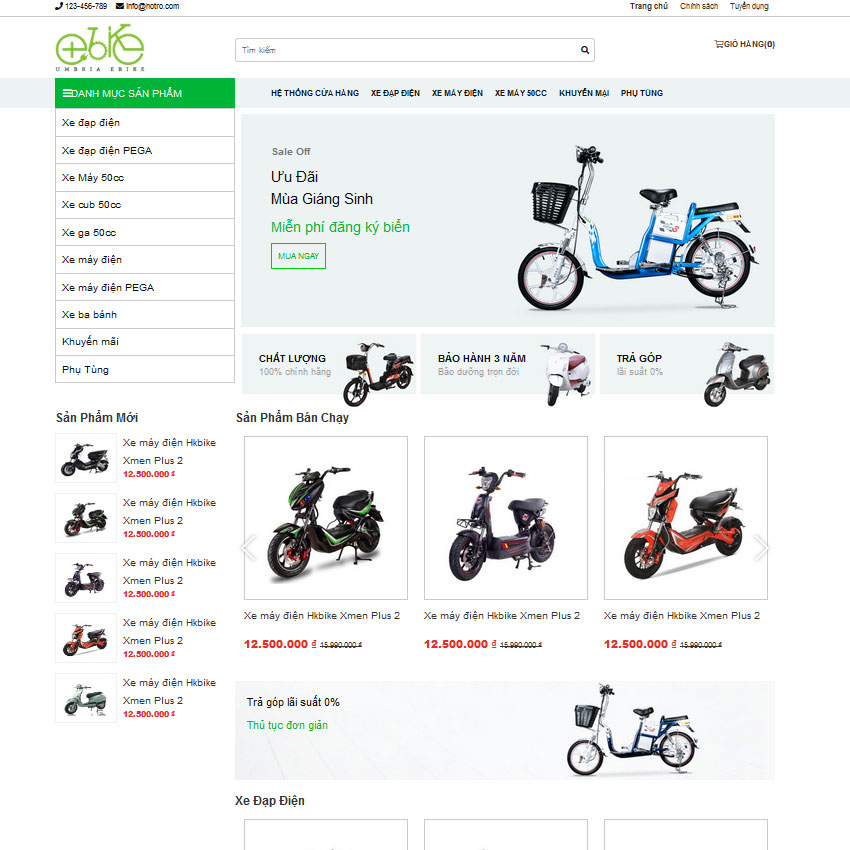 123-456-789 info@hotro.com
Trang chủ Chính sách Tuyển dụng
ebike
UMBRIA EBIKE
Tìm kiếm
GIỎ HÀNG(0)
DANH MỤC SẢN PHẨM
HỆ THỐNG CỬA HÀNG XE ĐẠP ĐIỆN XE MÁY ĐIỆN XE MÁY 50CC KHUYẾN MẠI PHỤ TÙNG
Xe đạp điện
Xe đạp điện PEGA
Xe Máy 50cc
Xe cub 50cc
Xe ga 50cc
Xe máy điện
Xe máy điện PEGA
Xe ba bánh
Khuyến mãi
Phụ Tùng
Sale Off
Ưu Đãi
Mùa Giáng Sinh
Miễn phí đăng ký biển
MUA NGAY
CHẤT LƯỢNG
100% chính hãng
BẢO HÀNH 3 NĂM
Bảo dưỡng trọn đời
TRẢ GÓP
lãi suất 0%
Sản Phẩm Mới
Xe máy điện Hkbike
Xmen Plus 2
12.500.000 ₫
Xe máy điện Hkbike
Xmen Plus 2
12.500.000 ₫
Xe máy điện Hkbike
Xmen Plus 2
12.500.000 ₫
Xe máy điện Hkbike
Xmen Plus 2
12.500.000 ₫
Xe máy điện Hkbike
Xmen Plus 2
12.500.000 ₫
Sản Phẩm Bán Chạy
Xe máy điện Hkbike Xmen Plus 2
12.500.000 ₫ 15.990.000 ₫
Xe máy điện Hkbike Xmen Plus 2
12.500.000 ₫ 15.990.000 ₫
Xe máy điện Hkbike Xmen Plus 2
12.500.000 ₫ 15.990.000 ₫
Trả góp lãi suất 0%
Thủ tục đơn giản
Xe Đạp Điện